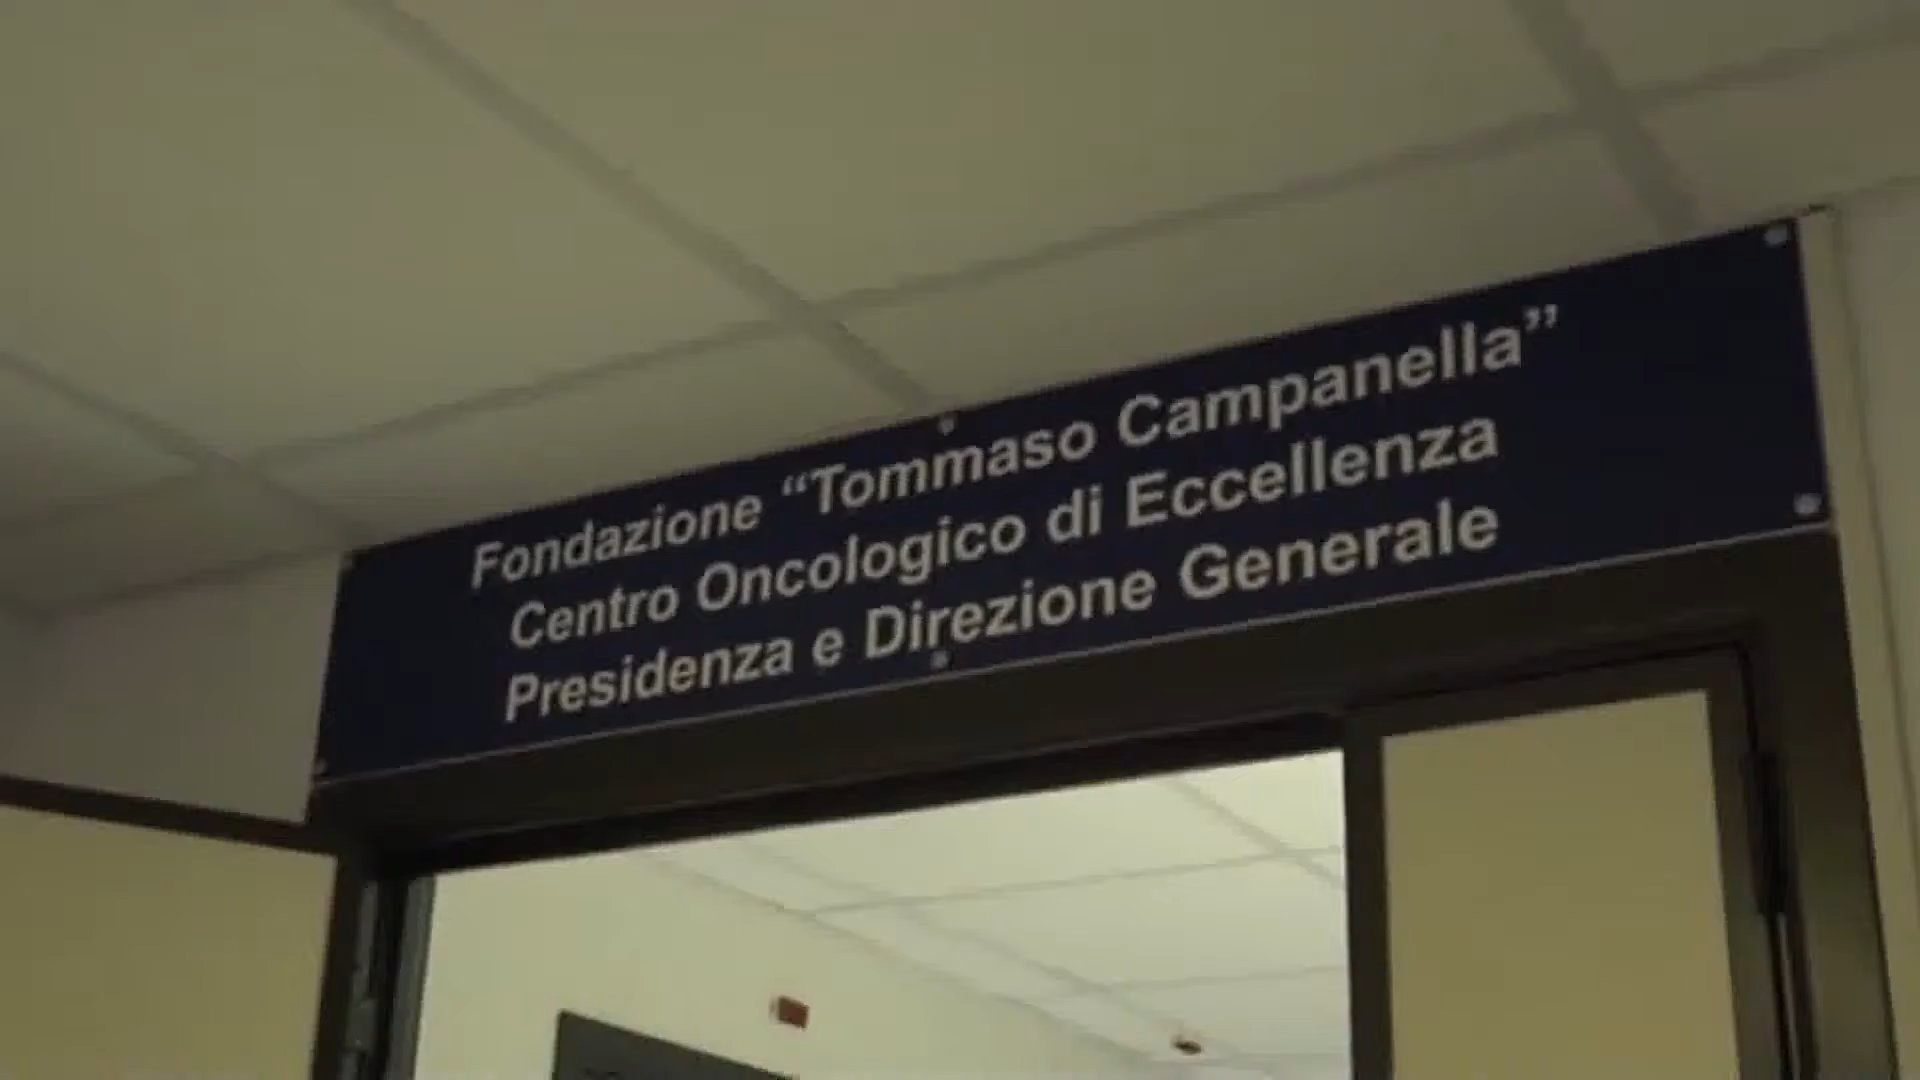 Fondazione “Tommaso Campanella”
Centro Oncologico di Eccellenza
Presidenza e Direzione Generale